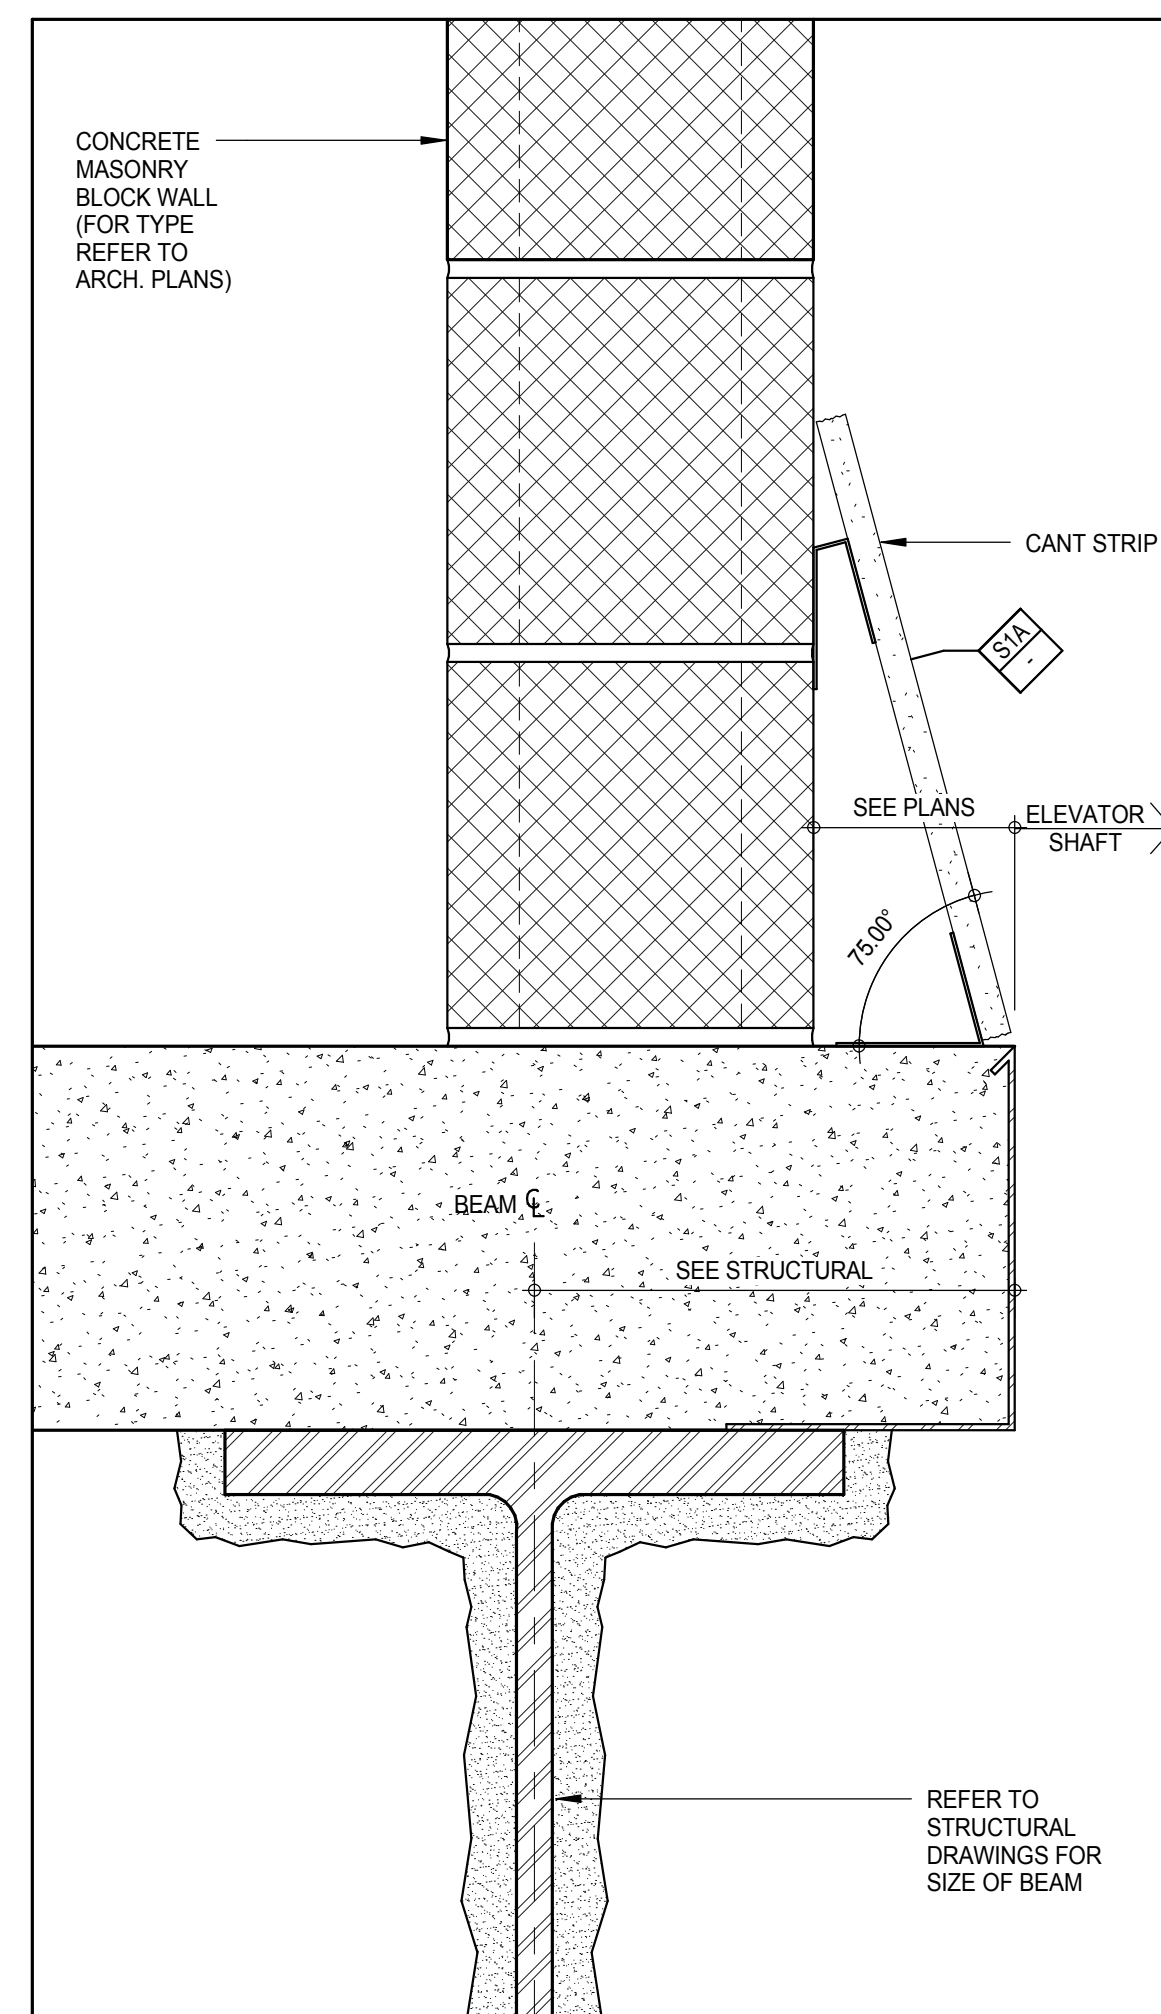 CONCRETE
MASONRY
BLOCK WALL
(FOR TYPE
REFER TO
ARCH. PLANS)
CANT STRIP
S1A
-
SEE PLANS
ELEVATOR
SHAFT
75.00°
BEAM ℄
SEE STRUCTURAL
REFER TO
STRUCTURAL
DRAWINGS FOR
SIZE OF BEAM